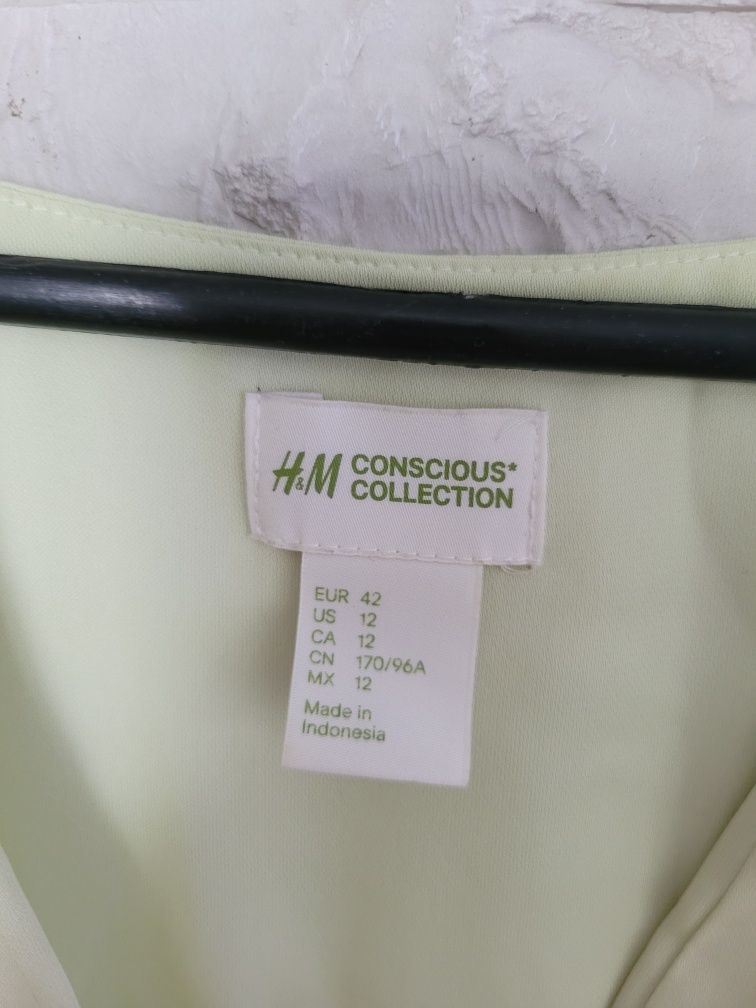 H&M CONSCIOUS*
COLLECTION
EUR 42
US 12
CA 12
CN 170/96A
MX 12
Made in
Indonesia